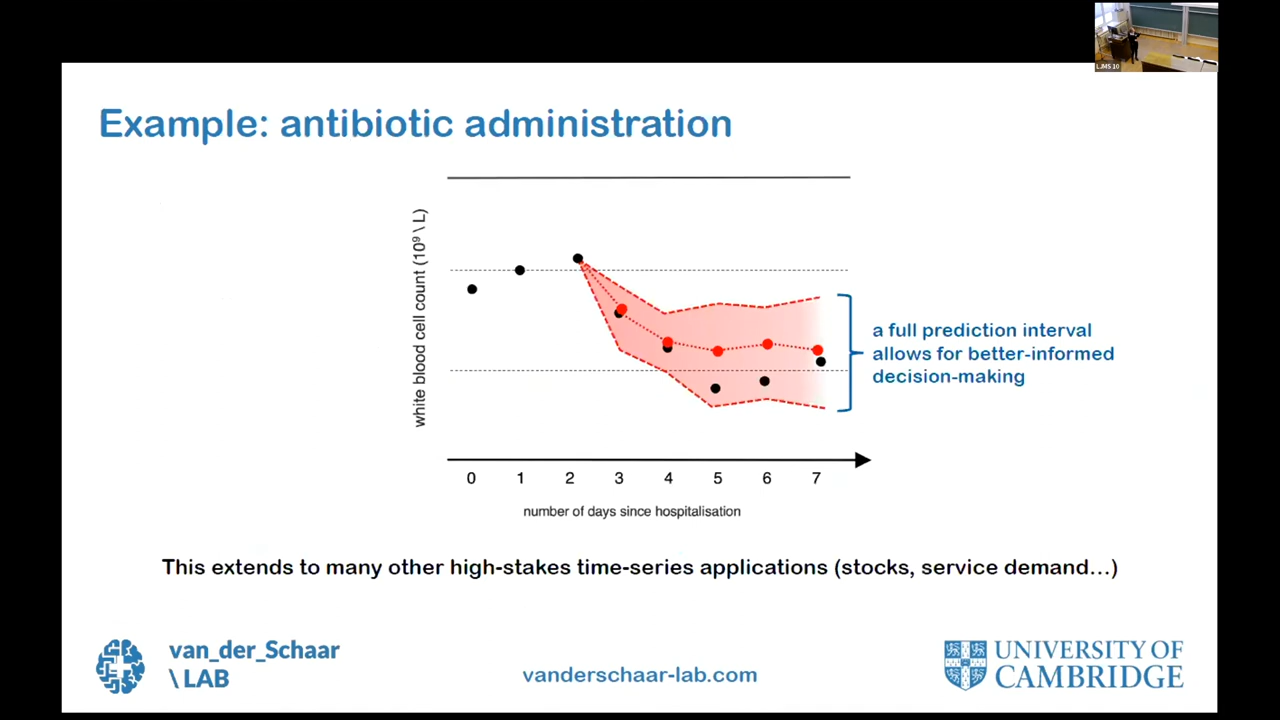 LJMS 10
Example: antibiotic administration
white blood cell count (10⁹ \ L)
a full prediction interval
allows for better-informed
decision-making
0 1 2 3 4 5 6 7
number of days since hospitalisation
This extends to many other high-stakes time-series applications (stocks, service demand...)
van_der_Schaar
\ LAB
vanderschaar-lab.com
UNIVERSITY OF
CAMBRIDGE